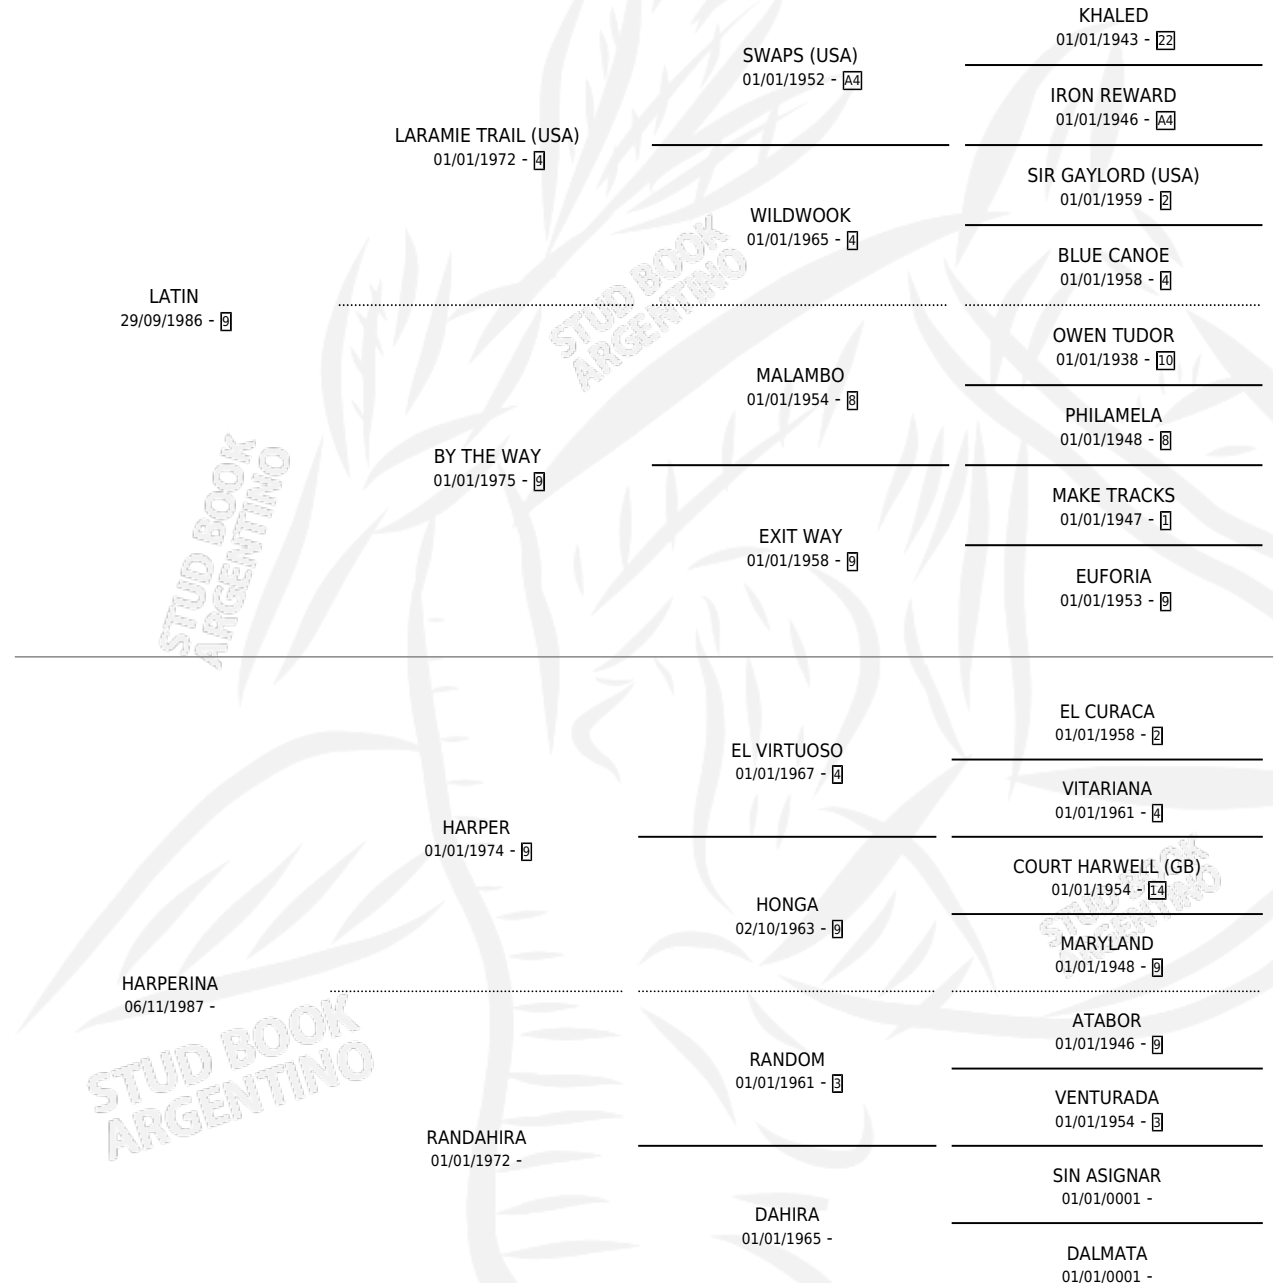 KHALED
01/01/1943 - 22
SWAPS (USA)
01/01/1952 - A4
IRON REWARD
01/01/1946 - A4
LARAMIE TRAIL (USA)
01/01/1972 - 4
SIR GAYLORD (USA)
01/01/1959 - 2
WILDWOOK
01/01/1965 - 4
BLUE CANOE
01/01/1958 - 4
LATIN
29/09/1986 - 9
STUD BOOK
ARGENTINO
OWEN TUDOR
01/01/1938 - 10
MALAMBO
01/01/1954 - 8
PHILAMELA
01/01/1948 - 8
BY THE WAY
01/01/1975 - 9
MAKE TRACKS
01/01/1947 - 1
EXIT WAY
01/01/1958 - 9
EUFORIA
01/01/1953 - 9
STUD BOOK
ARGENTINO
EL CURACA
01/01/1958 - 2
EL VIRTUOSO
01/01/1967 - 4
VITARIANA
01/01/1961 - 4
HARPER
01/01/1974 - 9
COURT HARWELL (GB)
01/01/1954 - 14
HONGA
02/10/1963 - 9
STUD BOOK
ARGENTINO
MARYLAND
01/01/1948 - 9
HARPERINA
06/11/1987 -
ATABOR
01/01/1946 - 9
RANDOM
01/01/1961 - 3
VENTURADA
01/01/1954 - 3
STUD BOOK
ARGENTINO
RANDAHIRA
01/01/1972 -
SIN ASIGNAR
01/01/0001 -
DAHIRA
01/01/1965 -
DALMATA
01/01/0001 -